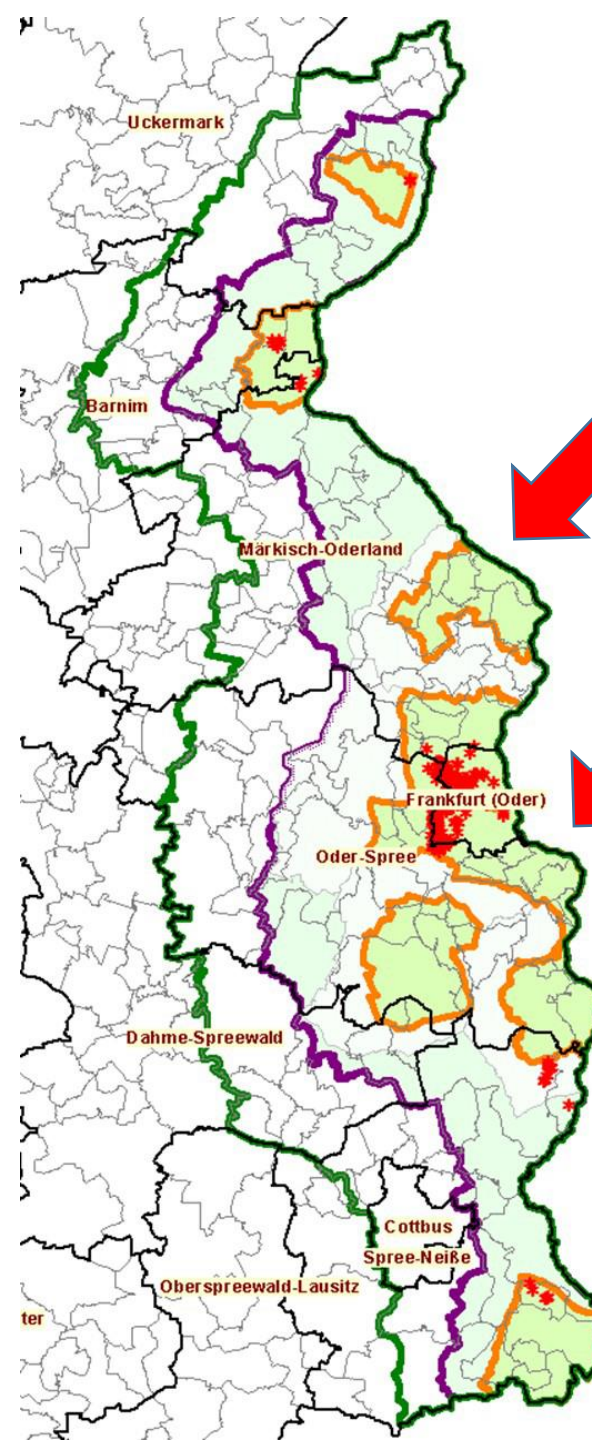 Uckermark
Barnim
Märkisch-Oderland
Frankfurt (Oder)
Oder-Spree
Dahme-Spreewald
Cottbus
Spree-Neiße
Oberspreewald-Lausitz
ter